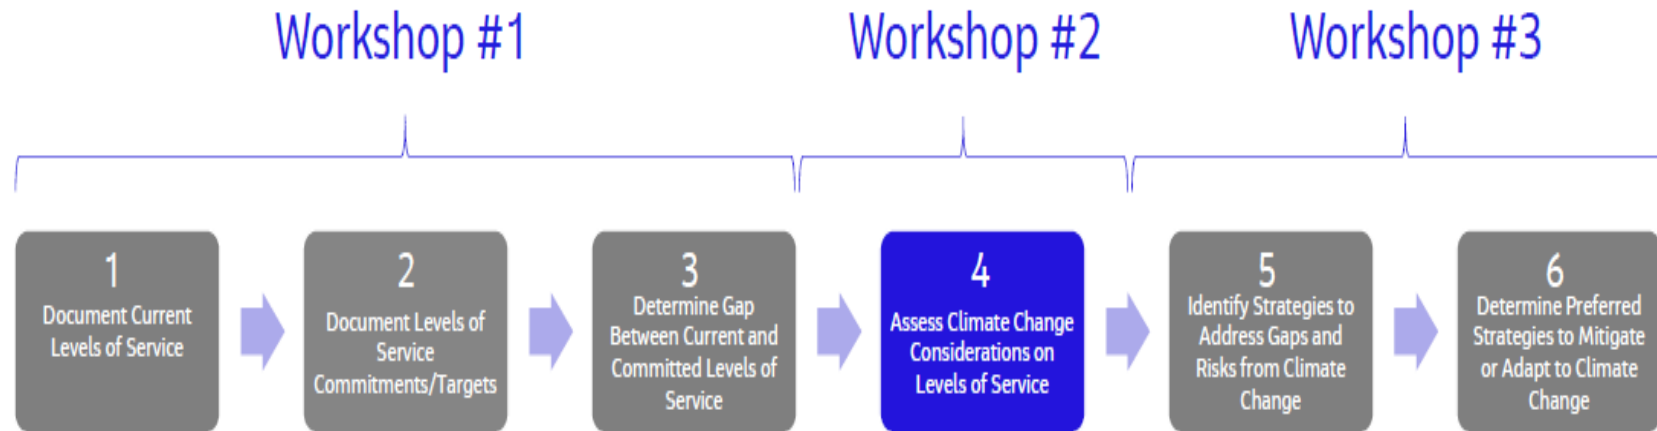 Workshop #1
Workshop #2
Workshop #3
1
Document Current
Levels of Service
2
Document Levels of
Service
Commitments/Targets
3
Determine Gap
Between Current and
Committed Levels of
Service
4
Assess Climate Change
Considerations on
Levels of Service
5
Identify Strategies to
Address Gaps and
Risks from Climate
Change
6
Determine Preferred
Strategies to Mitigate
or Adapt to Climate
Change